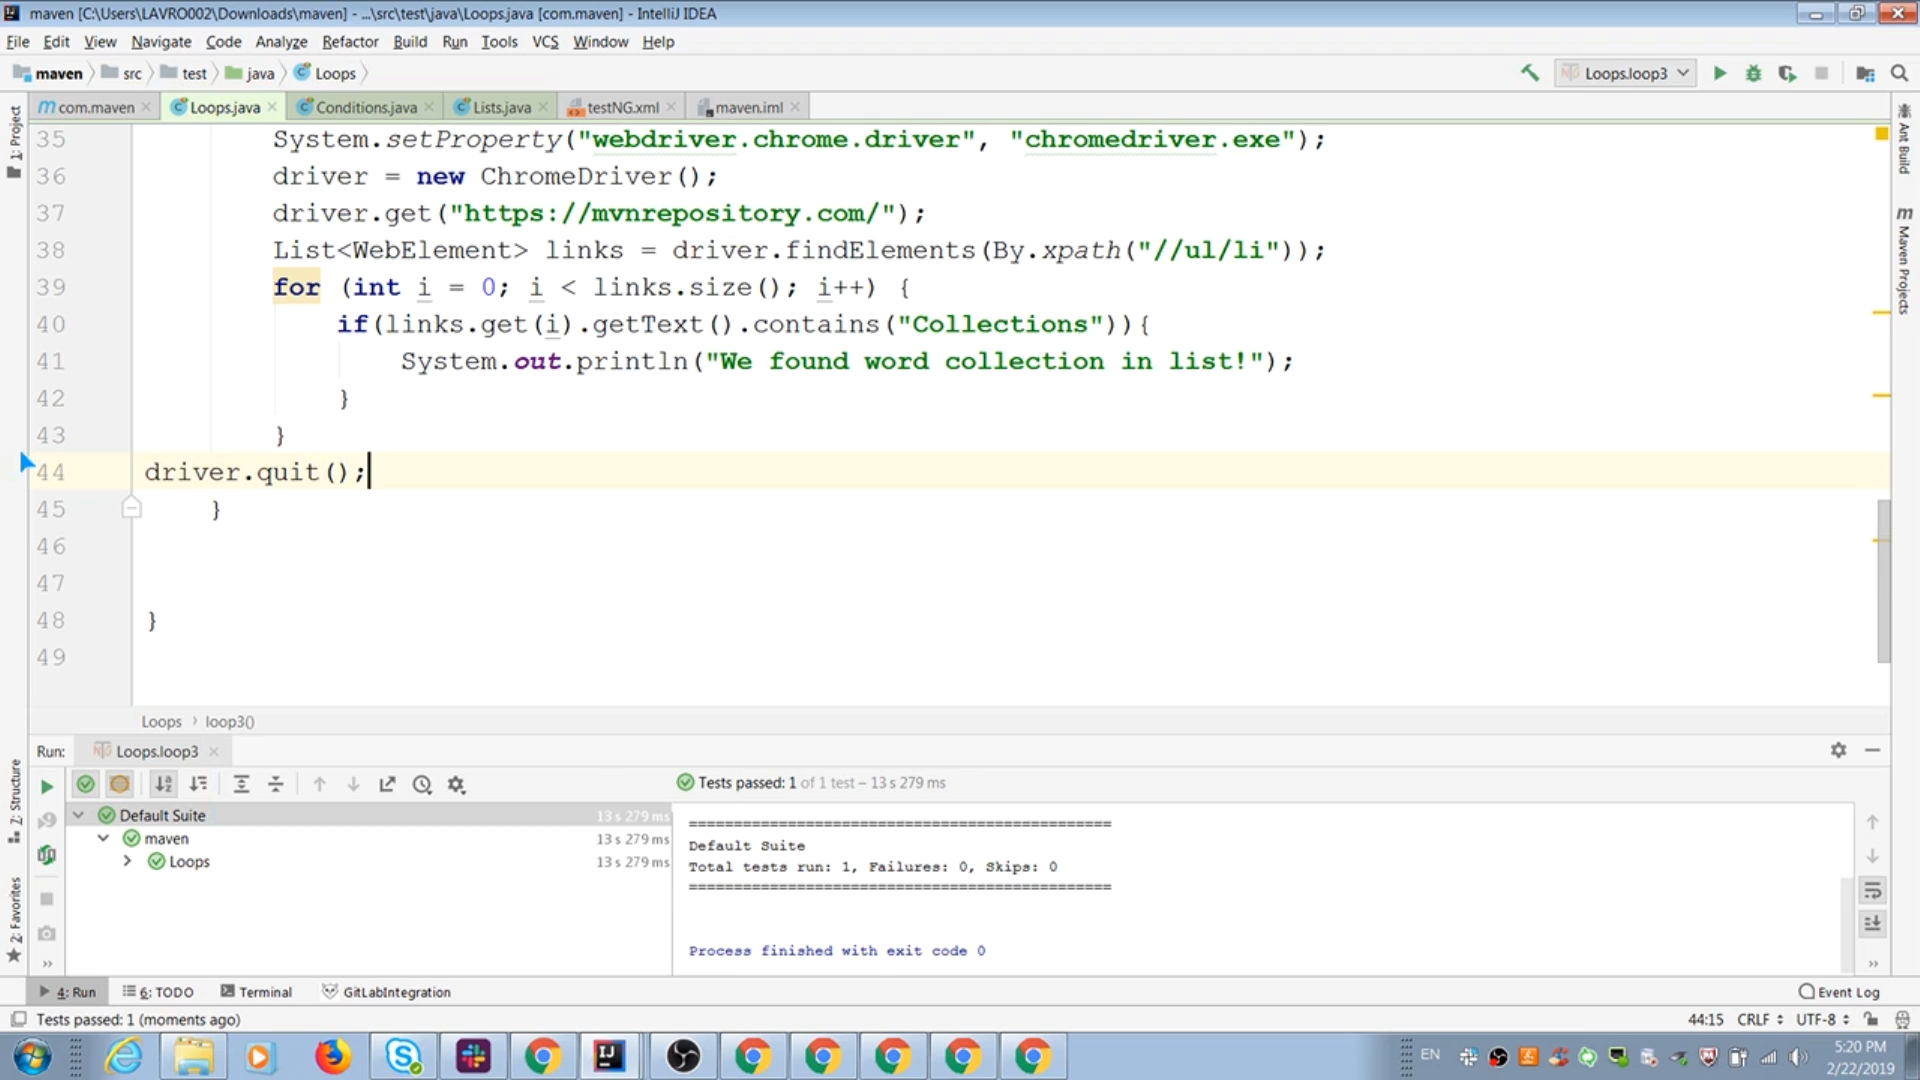 maven [C:\Users\LAVRO002\Downloads\maven] - ...\src\test\java\Loops.java [com.maven] - IntelliJ IDEA
File Edit View Navigate Code Analyze Refactor Build Run Tools VCS Window Help
maven src test java Loops Loops.loop3
com.maven Loops.java Conditions.java Lists.java testNG.xml maven.iml
1: Project
Ant Build
Maven Projects
35 System.setProperty("webdriver.chrome.driver", "chromedriver.exe");
36 driver = new ChromeDriver();
37 driver.get("https://mvnrepository.com/");
38 List<WebElement> links = driver.findElements(By.xpath("//ul/li"));
39 for (int i = 0; i < links.size(); i++) {
40 if(links.get(i).getText().contains("Collections")){
41 System.out.println("We found word collection in list!");
42 }
43 }
44 driver.quit();
45 }
46
47
48 }
49
Loops › loop3()
Run: Loops.loop3
Z: Structure
2: Favorites
Tests passed: 1 of 1 test – 13 s 279 ms
Default Suite 13 s 279 ms
maven 13 s 279 ms
Loops 13 s 279 ms
===============================================
Default Suite
Total tests run: 1, Failures: 0, Skips: 0
===============================================
Process finished with exit code 0
4: Run 6: TODO Terminal GitLabIntegration Event Log
Tests passed: 1 (moments ago) 44:15 CRLF UTF-8
EN 5:20 PM
2/22/2019